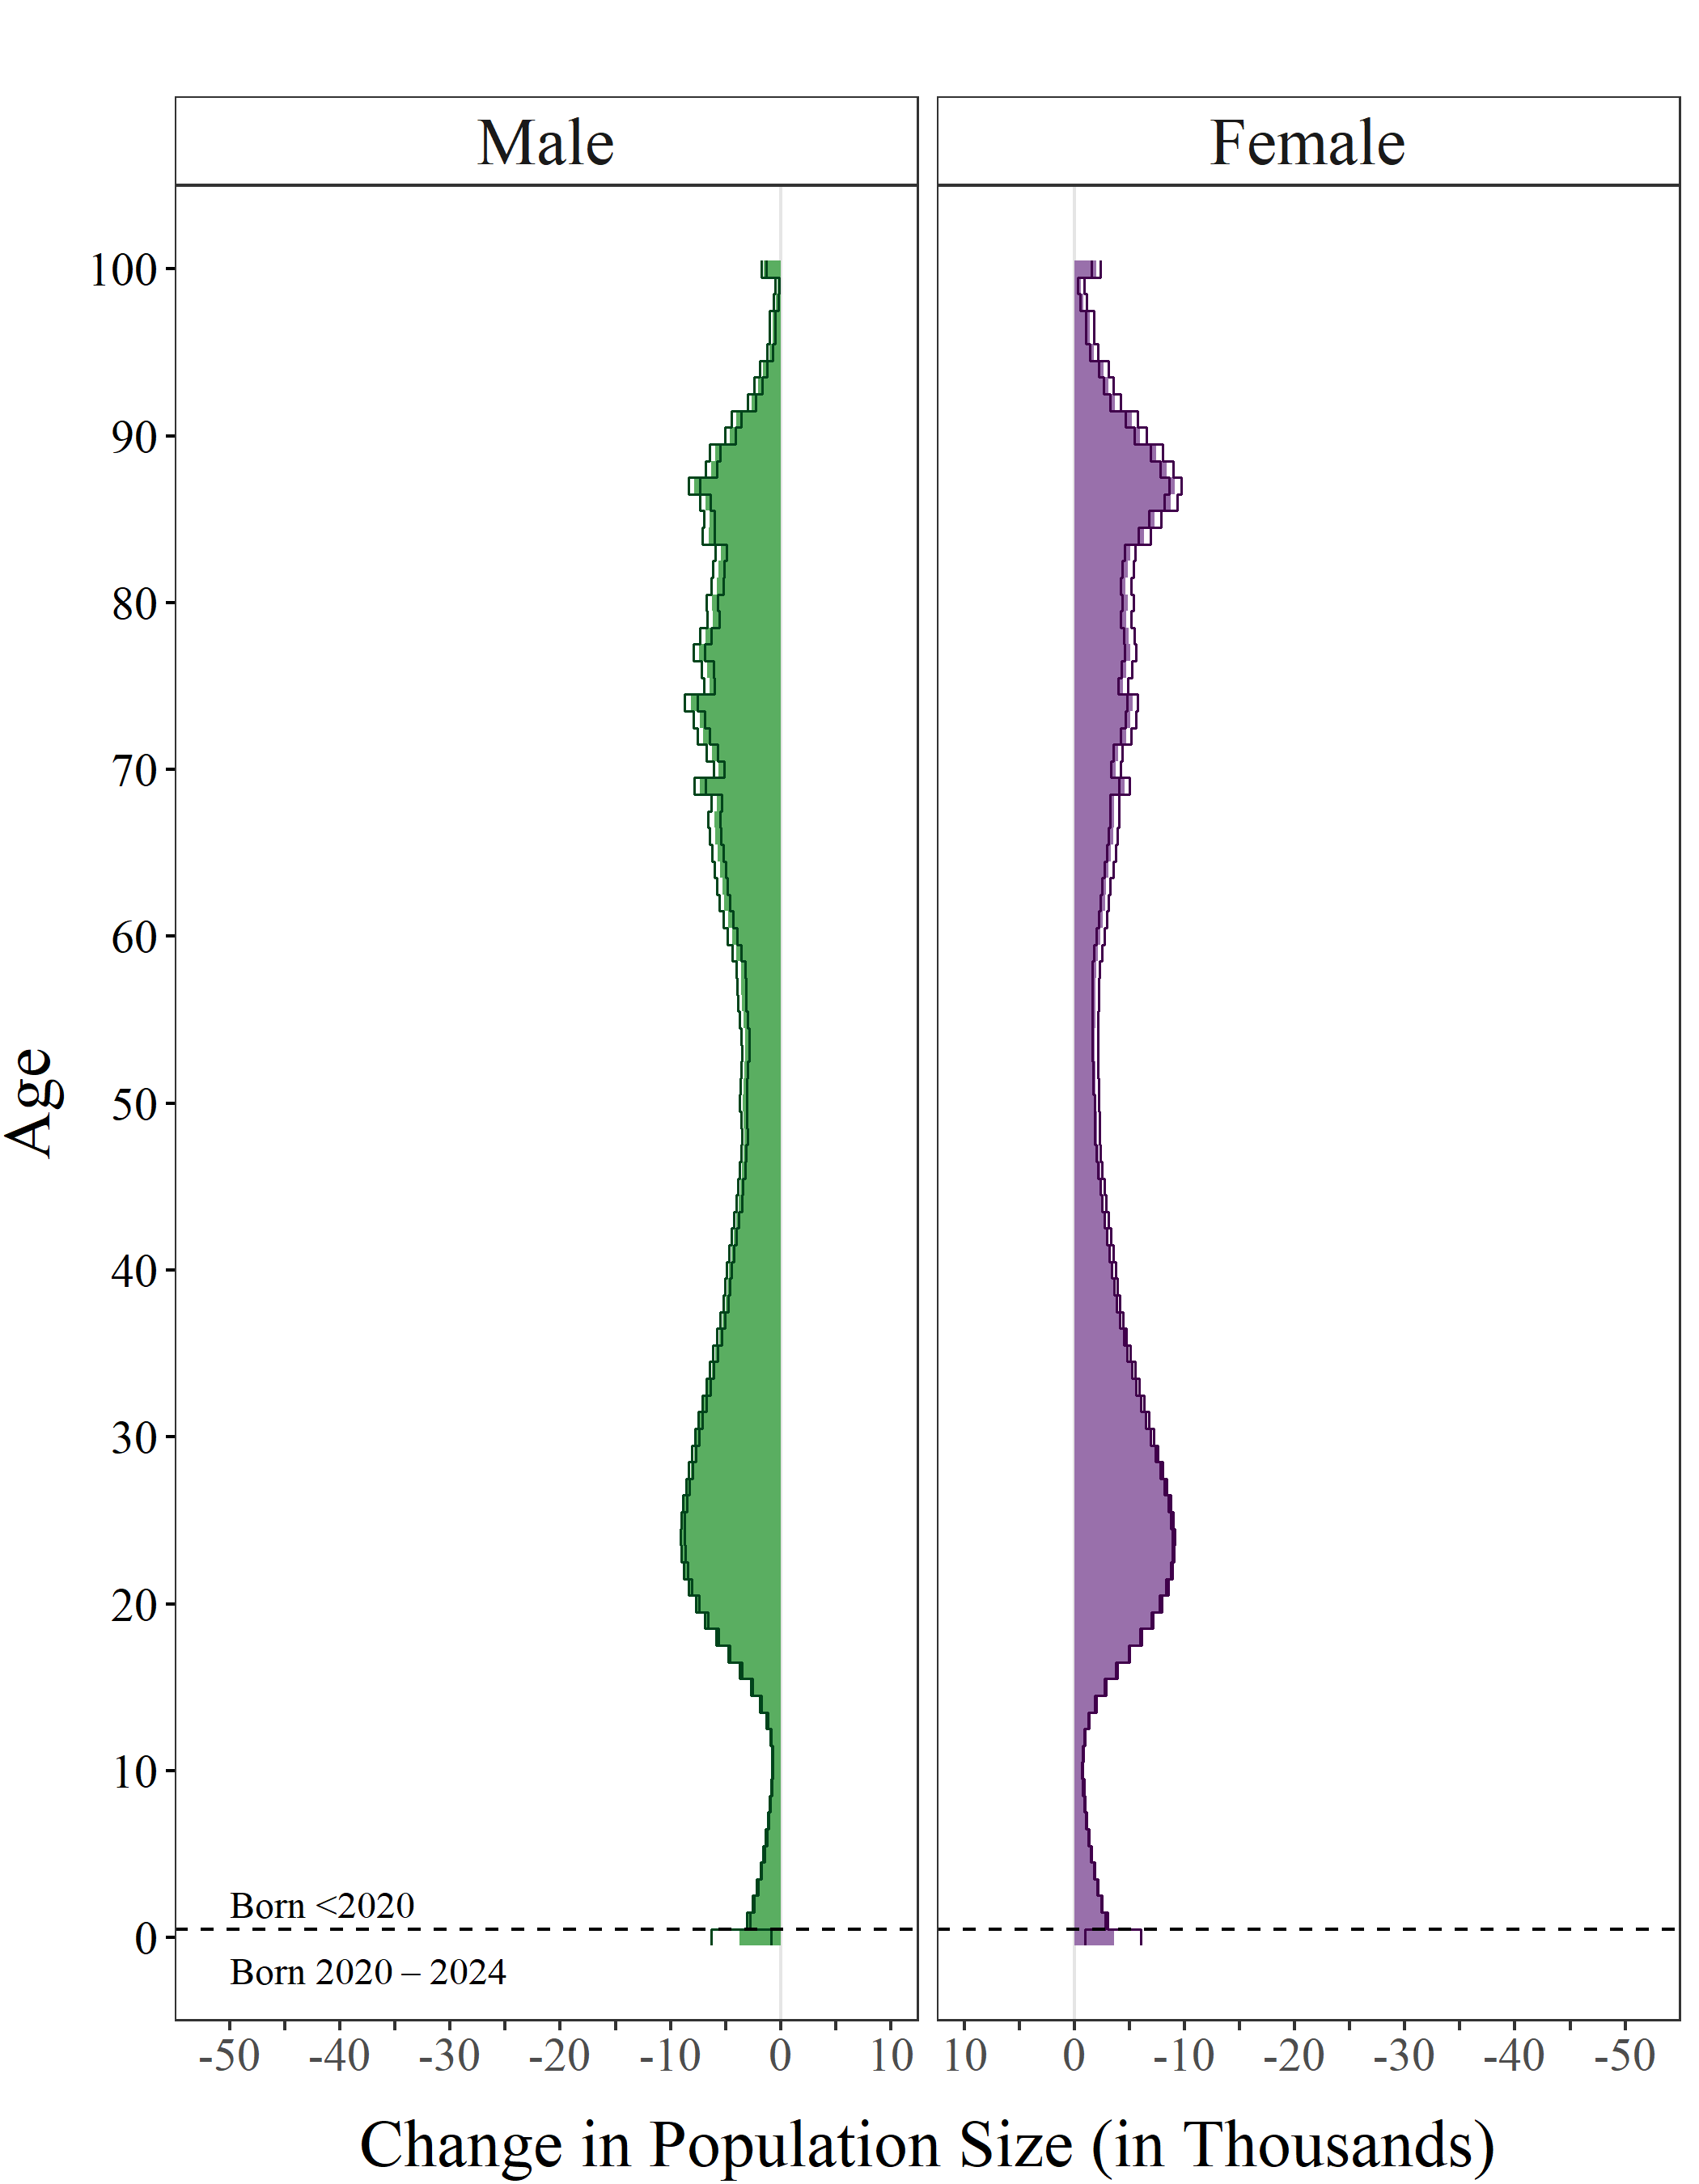 Male
Female
100
90
80
70
60
50
40
30
20
10
0
Age
Born <2020
Born 2020 – 2024
-50 -40 -30 -20 -10 0 10
10 0 -10 -20 -30 -40 -50
Change in Population Size (in Thousands)